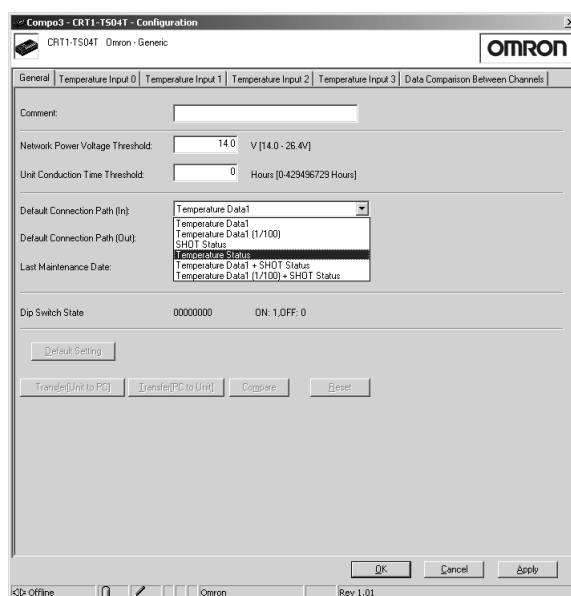 Compo3 - CRT1-TS04T - Configuration
CRT1-TS04T Omron - Generic
OMRON
General Temperature Input 0 Temperature Input 1 Temperature Input 2 Temperature Input 3 Data Comparison Between Channels
Comment:
Network Power Voltage Threshold: 14.0 V [14.0 - 26.4V]
Unit Conduction Time Threshold: 0 Hours [0-429496729 Hours]
Default Connection Path (In): Temperature Data1
Temperature Data1
Temperature Data1 (1/100)
Default Connection Path (Out):
SHOT Status
Temperature Status
Last Maintenance Date:
Temperature Data1 + SHOT Status
Temperature Data1 (1/100) + SHOT Status
Dip Switch State 00000000 ON: 1,OFF: 0
Default Setting
Transfer[Unit to PC] Transfer[PC to Unit] Compare Reset
OK Cancel Apply
Offline Omron Rev 1.01